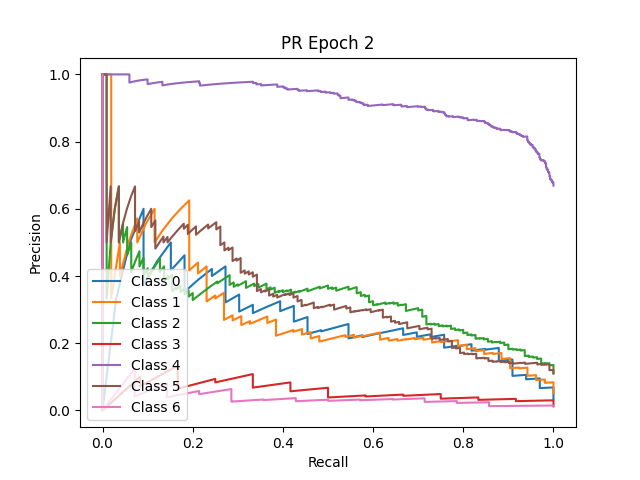 PR Epoch 2
Precision
1.0
0.8
0.6
0.4
0.2
0.0
Class 0
Class 1
Class 2
Class 3
Class 4
Class 5
Class 6
0.0 0.2 0.4 0.6 0.8 1.0
Recall